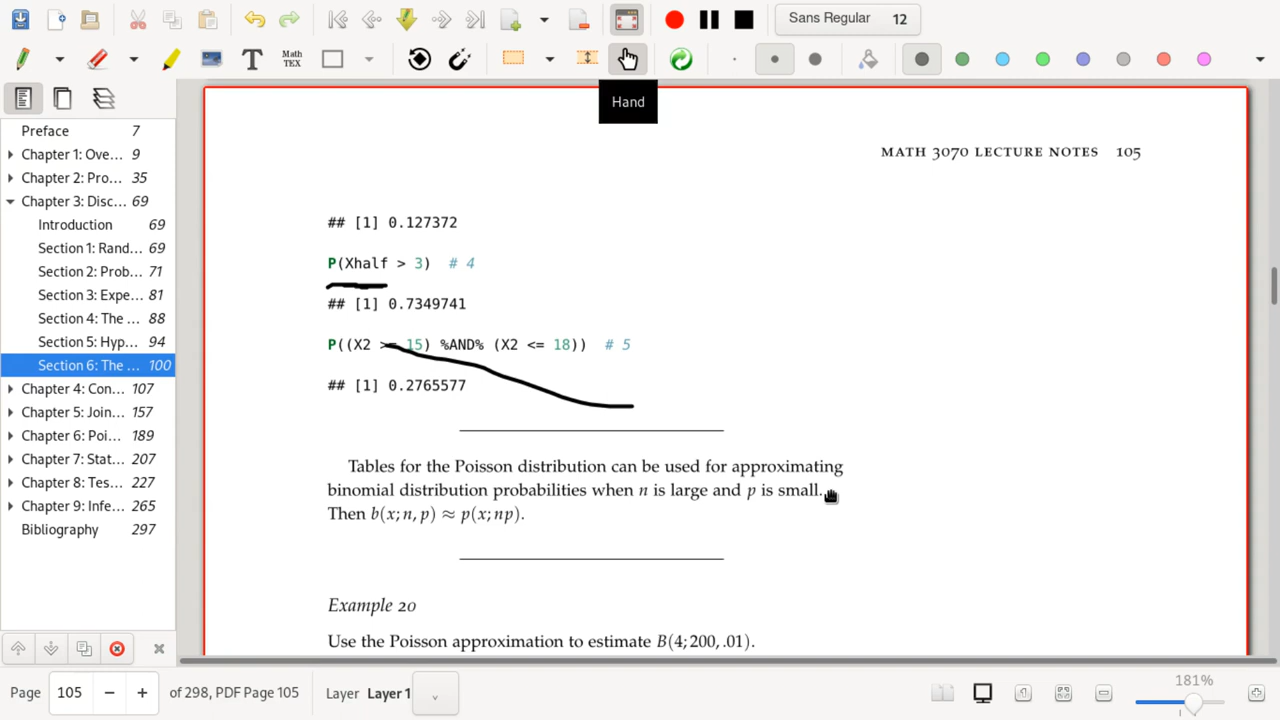 Sans Regular 12
Math
TEX
Hand
Preface 7
Chapter 1: Ove... 9
Chapter 2: Pro... 35
Chapter 3: Disc... 69
Introduction 69
Section 1: Rand... 69
Section 2: Prob... 71
Section 3: Expe... 81
Section 4: The ... 88
Section 5: Hyp... 94
Section 6: The ... 100
Chapter 4: Con... 107
Chapter 5: Join... 157
Chapter 6: Poi... 189
Chapter 7: Stat... 207
Chapter 8: Tes... 227
Chapter 9: Infe... 265
Bibliography 297
MATH 3070 LECTURE NOTES 105
## [1] 0.127372
P(Xhalf > 3) # 4
## [1] 0.7349741
P((X2 >= 15) %AND% (X2 <= 18)) # 5
## [1] 0.2765577
Tables for the Poisson distribution can be used for approximating
binomial distribution probabilities when n is large and p is small.
Then b(x; n, p) ≈ p(x; np).
Example 20
Use the Poisson approximation to estimate B(4; 200, .01).
Page 105 of 298, PDF Page 105 Layer Layer 1
181%